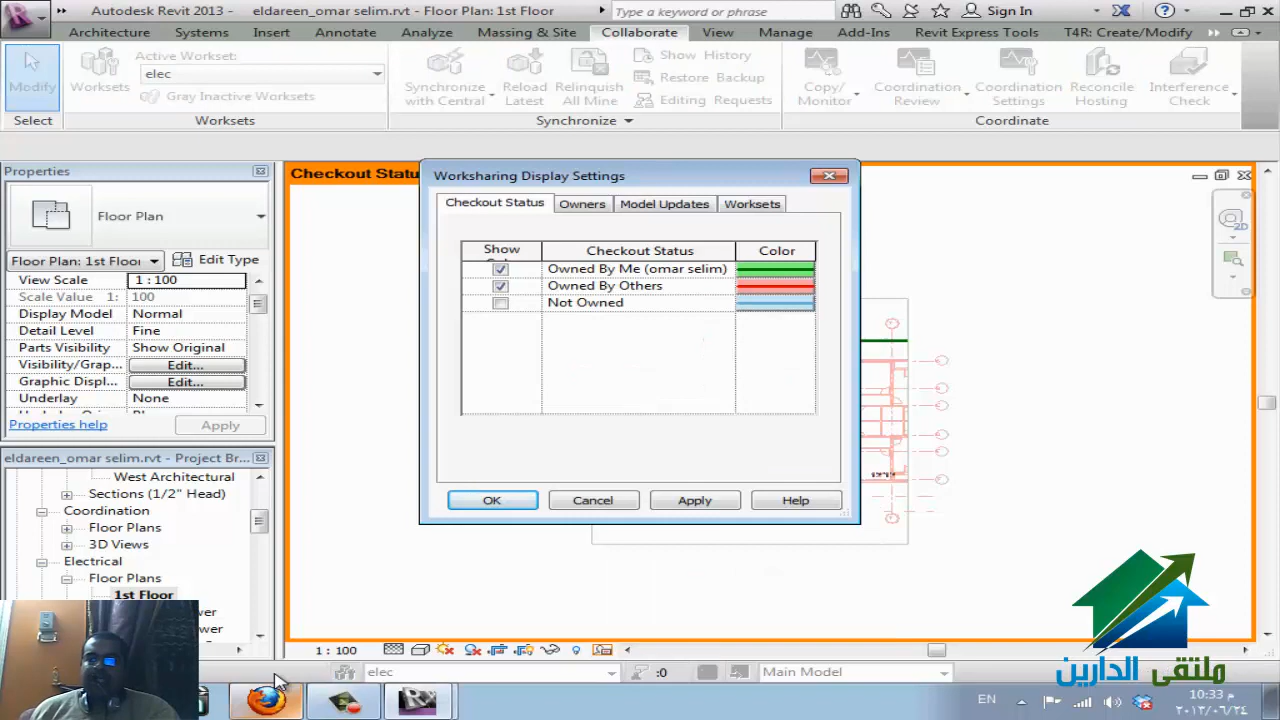 Autodesk Revit 2013 - eldareen_omar selim.rvt - Floor Plan: 1st Floor
Type a keyword or phrase
Sign In
Architecture Systems Insert Annotate Analyze Massing & Site Collaborate View Manage Add-Ins Revit Express Tools T4R: Create/Modify
Modify
Select
Worksets
Active Workset:
elec
Gray Inactive Worksets
Worksets
Synchronize with Central
Reload Latest
Relinquish All Mine
Show History
Restore Backup
Editing Requests
Synchronize
Copy/ Monitor
Coordination Review
Coordination Settings
Reconcile Hosting
Interference Check
Coordinate
Properties
Floor Plan
Floor Plan: 1st Floor
Edit Type
View Scale 1 : 100
Scale Value 1: 100
Display Model Normal
Detail Level Fine
Parts Visibility Show Original
Visibility/Grap... Edit...
Graphic Displ... Edit...
Underlay None
Properties help
Apply
eldareen_omar selim.rvt - Project Br...
West Architectural
Sections (1/2" Head)
Coordination
Floor Plans
3D Views
Electrical
Floor Plans
1st Floor
Checkout Statu
Worksharing Display Settings
Checkout Status Owners Model Updates Worksets
Show
Checkout Status
Color
Owned By Me (omar selim)
Owned By Others
Not Owned
OK
Cancel
Apply
Help
1 : 100
elec
:0
Main Model
ملتقى الدارين
EN
10:33 م
٢٠١٣/٠٦/٢٤